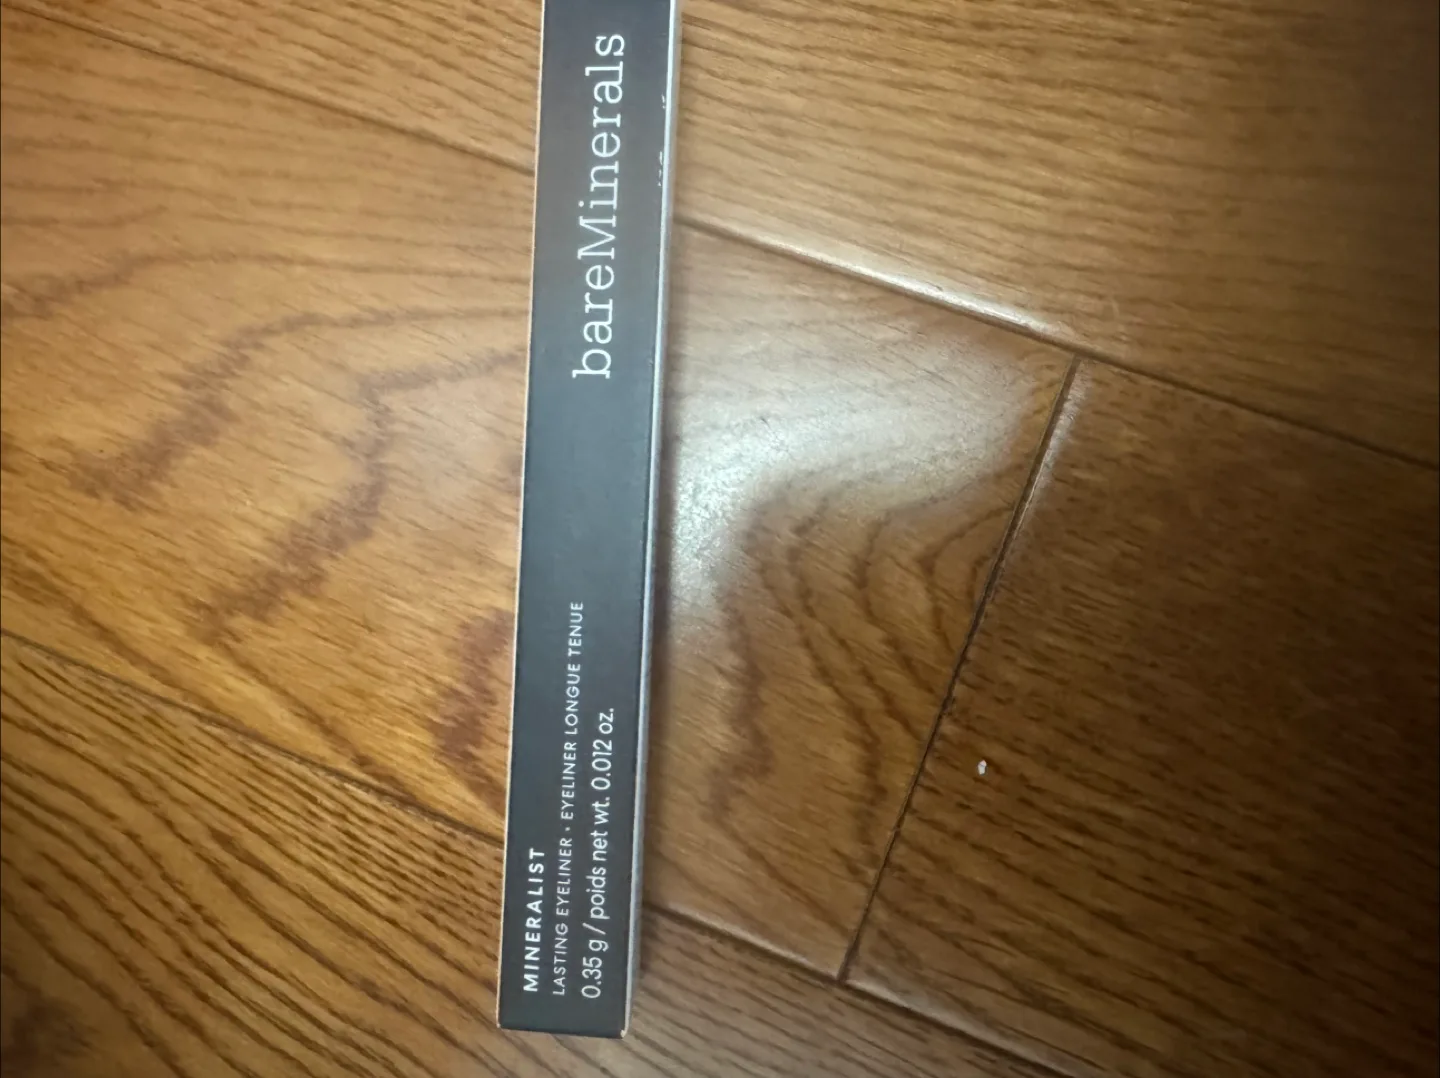 bareMinerals
MINERALIST
LASTING EYELINER • EYELINER LONGUE TENUE
0.35 g / poids net wt. 0.012 oz.